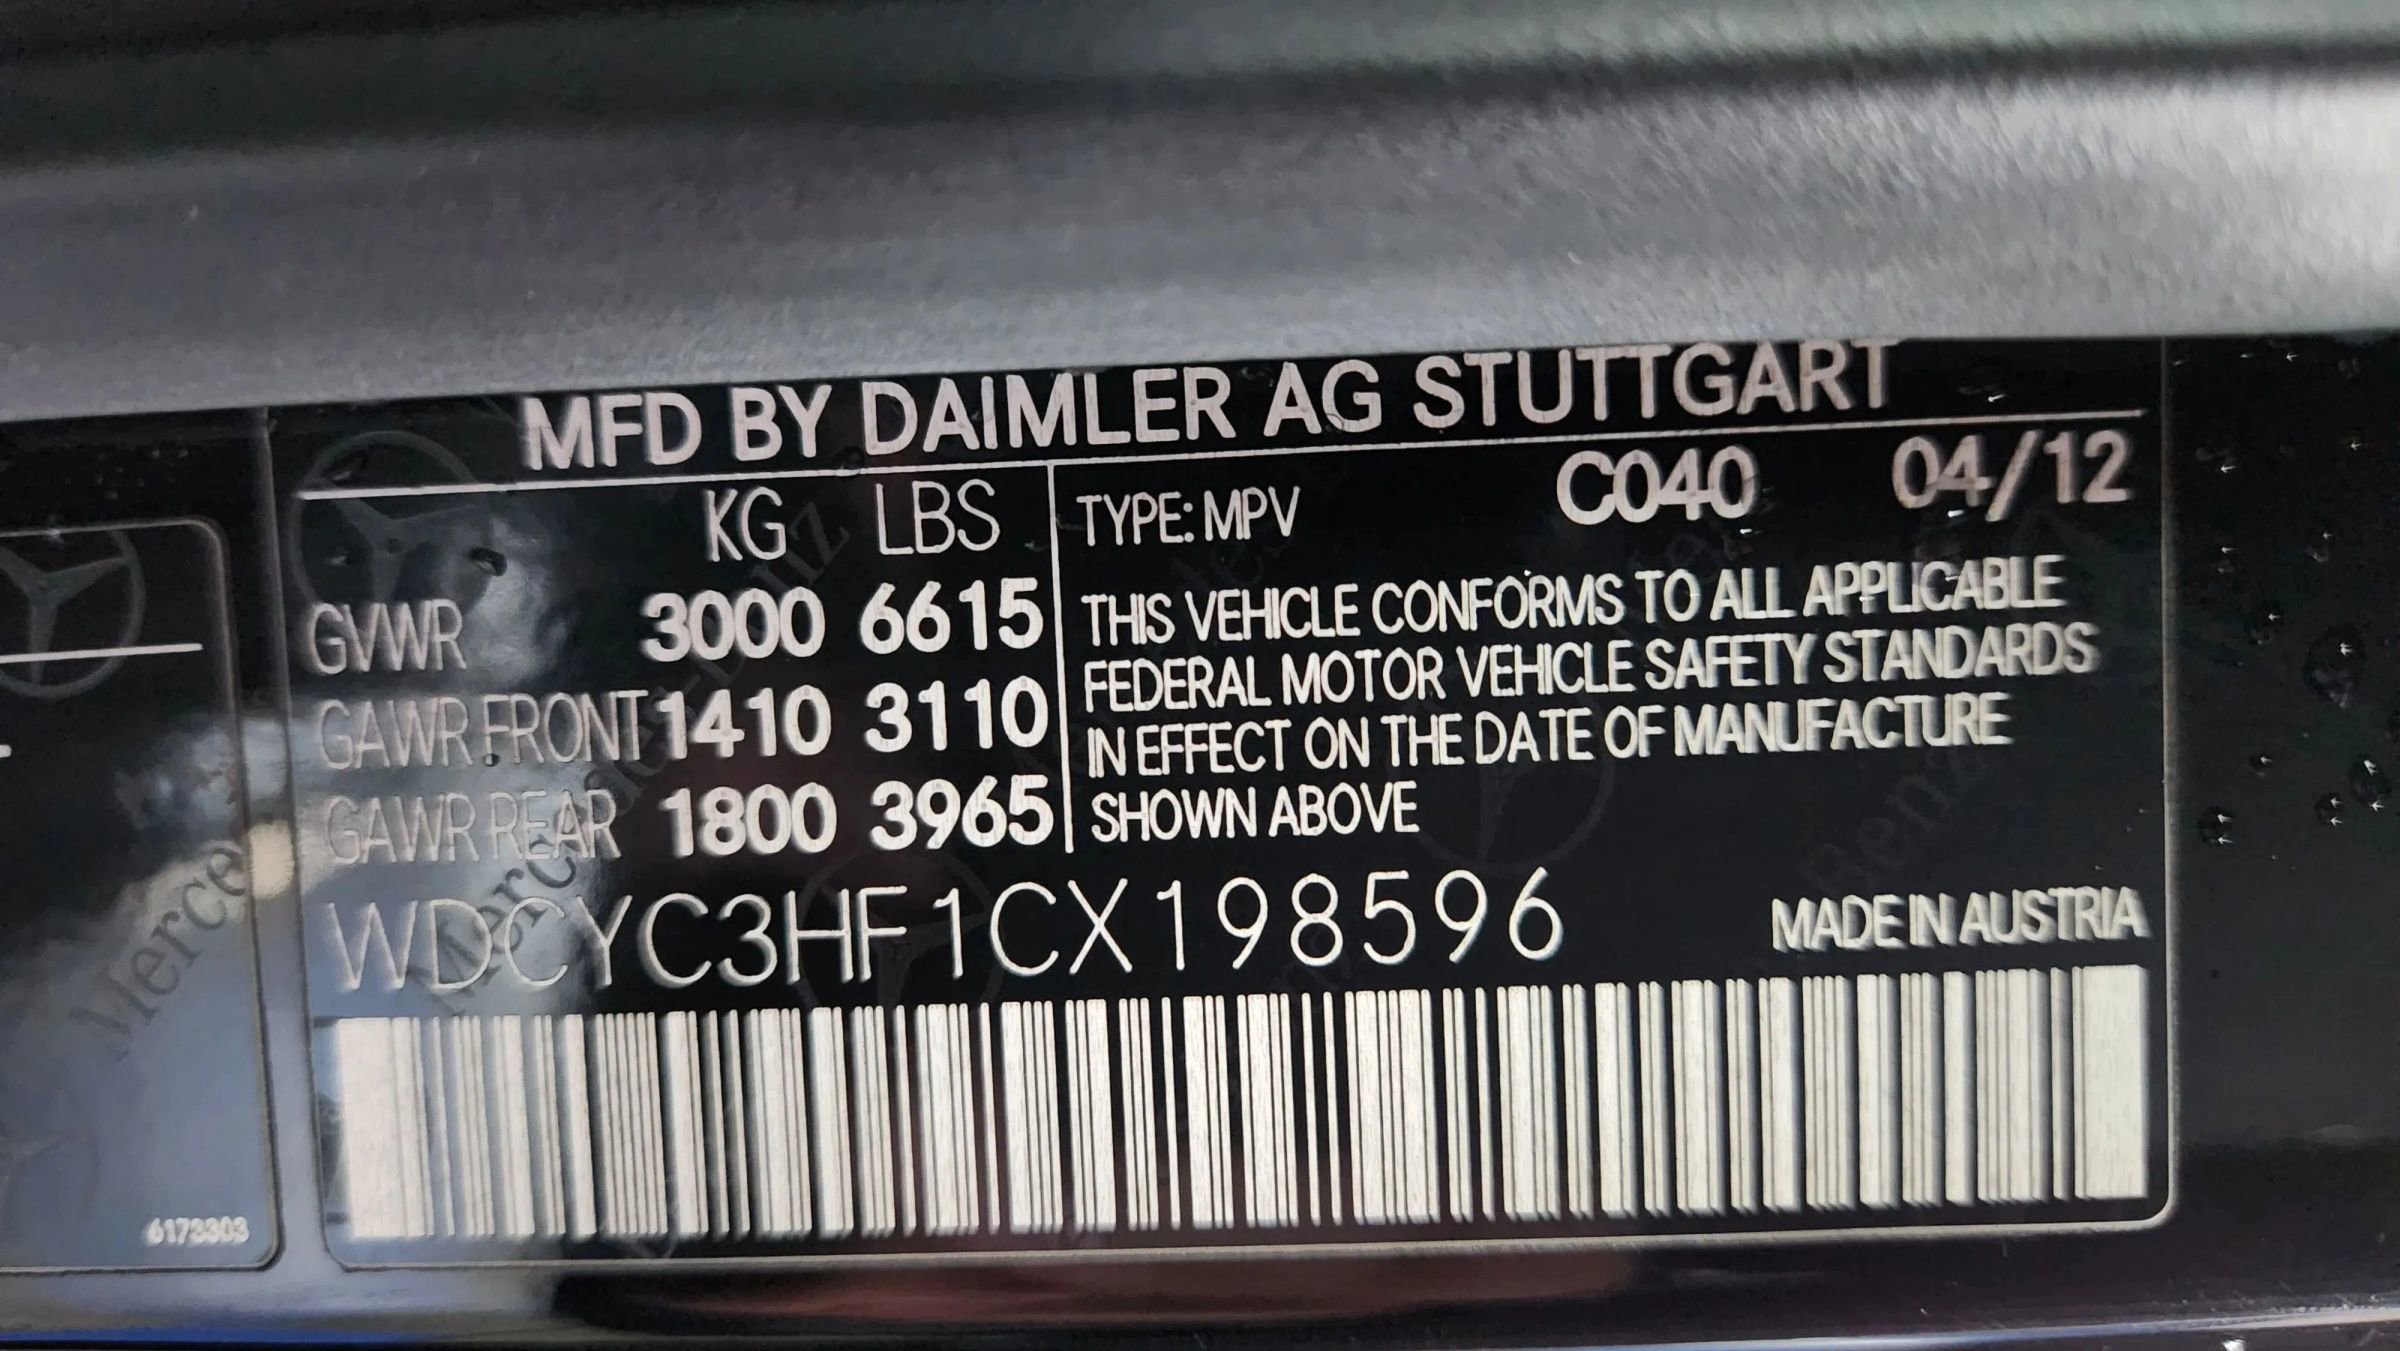 MFD BY DAIMLER AG STUTTGART
KG LBS
GVWR 3000 6615
GAWR FRONT 1410 3110
GAWR REAR 1800 3965
TYPE: MPV C040 04/12
THIS VEHICLE CONFORMS TO ALL APPLICABLE
FEDERAL MOTOR VEHICLE SAFETY STANDARDS
IN EFFECT ON THE DATE OF MANUFACTURE
SHOWN ABOVE
WDCYC3HF1CX198596 MADE IN AUSTRIA
6173303